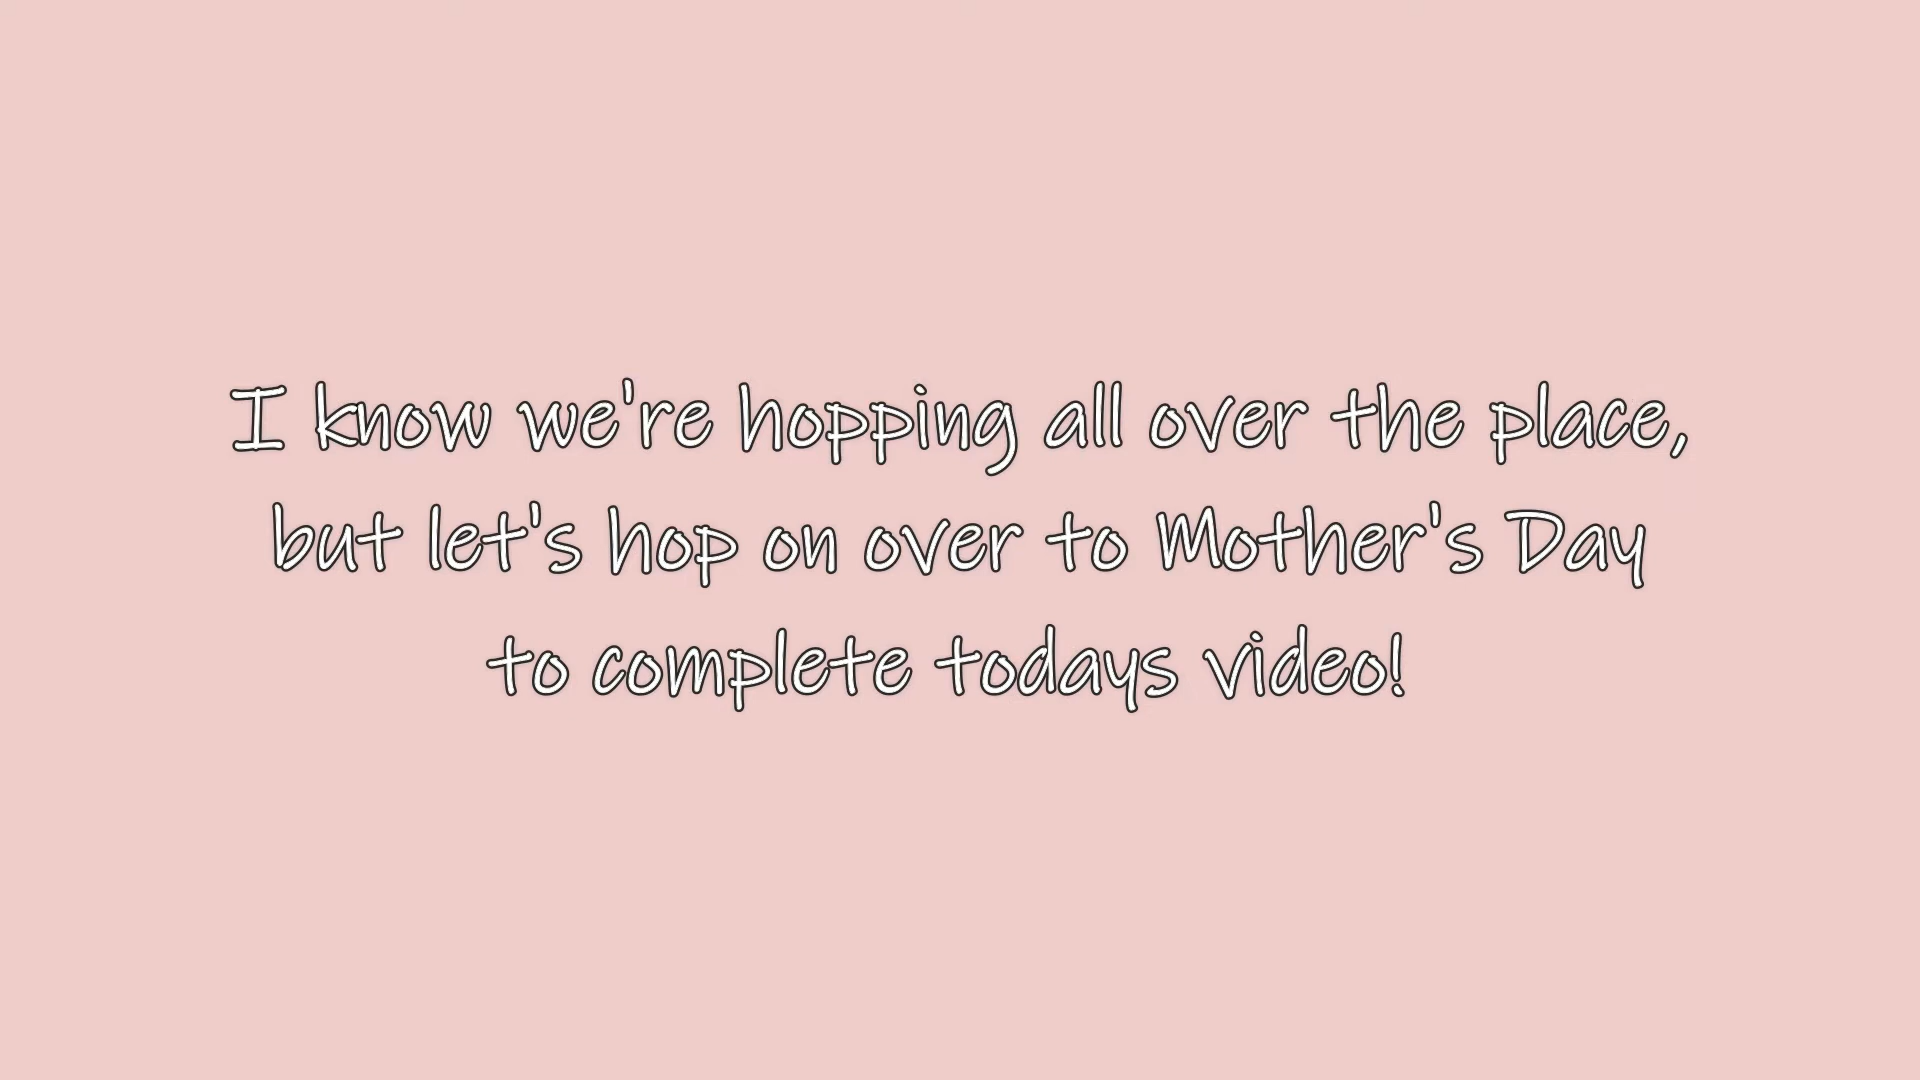 I know we're hopping all over the place,
but let's hop on over to Mother's Day
to complete todays video!